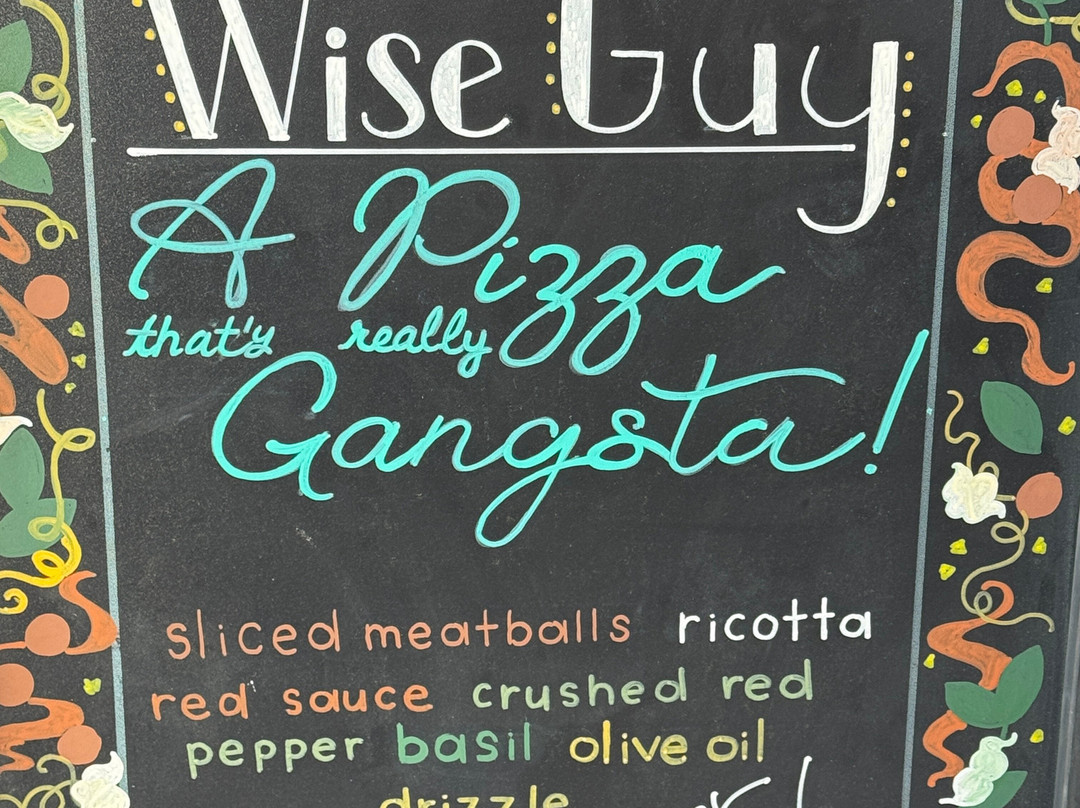 Wise Guy
A Pizza
that's really
Gangsta!
sliced meatballs ricotta
red sauce crushed red
pepper basil olive oil
drizzle